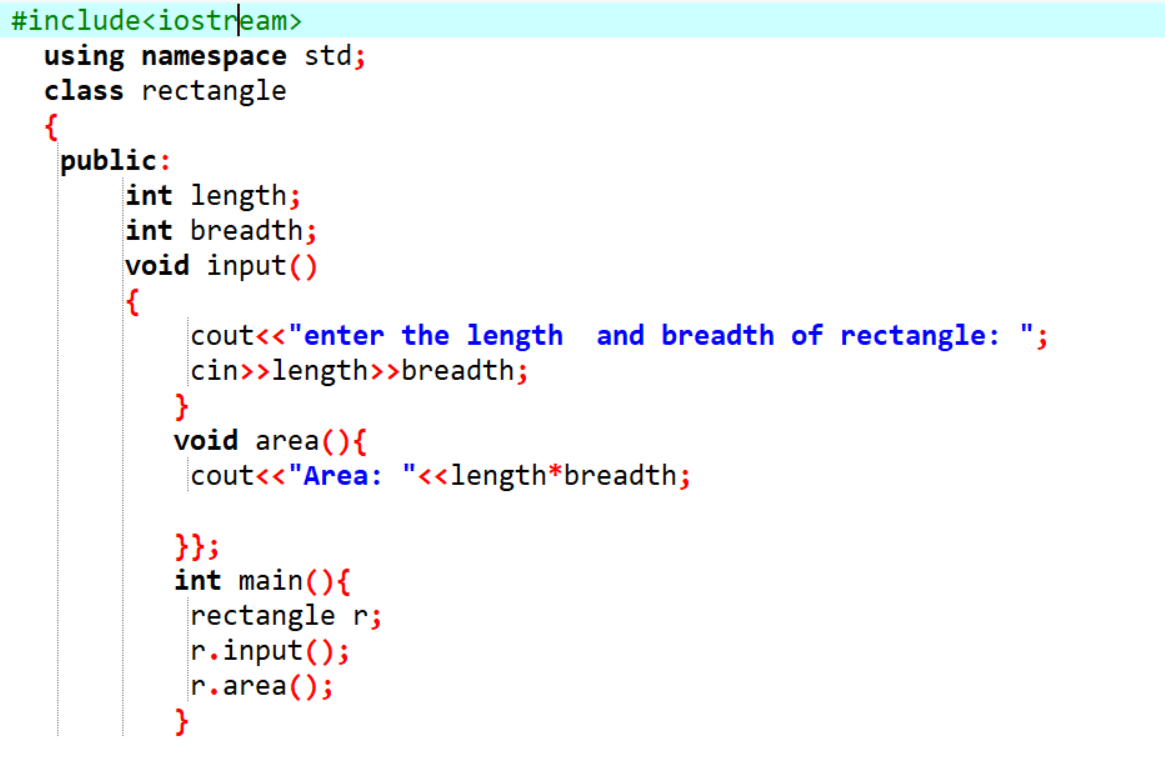 #include<iostream>
using namespace std;
class rectangle
{
public:
int length;
int breadth;
void input()
{
cout<<"enter the length  and breadth of rectangle: ";
cin>>length>>breadth;
}
void area(){
cout<<"Area: "<<length*breadth;
}};
int main(){
rectangle r;
r.input();
r.area();
}